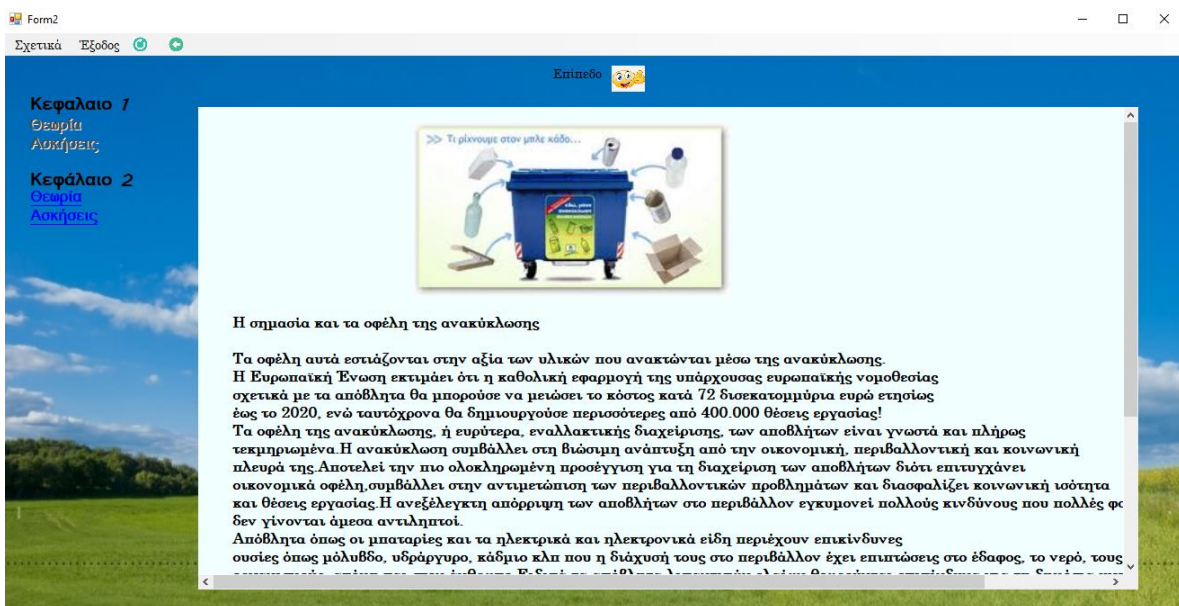 Form2
Σχετικά Έξοδος
Επίπεδο
Κεφαλαιο 1
Θεωρία
Ασκήσεις
Κεφάλαιο 2
Θεωρία
Ασκήσεις
>> Τι ρίχνουμε στον μπλε κάδο...
Η σημασία και τα οφέλη της ανακύκλωσης
Τα οφέλη αυτά εστιάζονται στην αξία των υλικών που ανακτώνται μέσω της ανακύκλωσης.
Η Ευρωπαϊκή Ένωση εκτιμάει ότι η καθολική εφαρμογή της υπάρχουσας ευρωπαϊκής νομοθεσίας
σχετικά με τα απόβλητα θα μπορούσε να μειώσει το κόστος κατά 72 δισεκατομμύρια ευρώ ετησίως
έως το 2020, ενώ ταυτόχρονα θα δημιουργούσε περισσότερες από 400.000 θέσεις εργασίας!
Τα οφέλη της ανακύκλωσης, ή ευρύτερα, εναλλακτικής διαχείρισης, των αποβλήτων είναι γνωστά και πλήρως
τεκμηριωμένα.Η ανακύκλωση συμβάλλει στη βιώσιμη ανάπτυξη από την οικονομική, περιβαλλοντική και κοινωνική
πλευρά της.Αποτελεί την πιο ολοκληρωμένη προσέγγιση για τη διαχείριση των αποβλήτων διότι επιτυγχάνει
οικονομικά οφέλη,συμβάλλει στην αντιμετώπιση των περιβαλλοντικών προβλημάτων και διασφαλίζει κοινωνική ισότητα
και θέσεις εργασίας.Η ανεξέλεγκτη απόρριψη των αποβλήτων στο περιβάλλον εγκυμονεί πολλούς κινδύνους που πολλές φο
δεν γίνονται άμεσα αντιληπτοί.
Απόβλητα όπως οι μπαταρίες και τα ηλεκτρικά και ηλεκτρονικά είδη περιέχουν επικίνδυνες
ουσίες όπως μόλυβδο, υδράργυρο, κάδμιο κλπ που η διάχυσή τους στο περιβάλλον έχει επιπτώσεις στο έδαφος, το νερό, τους